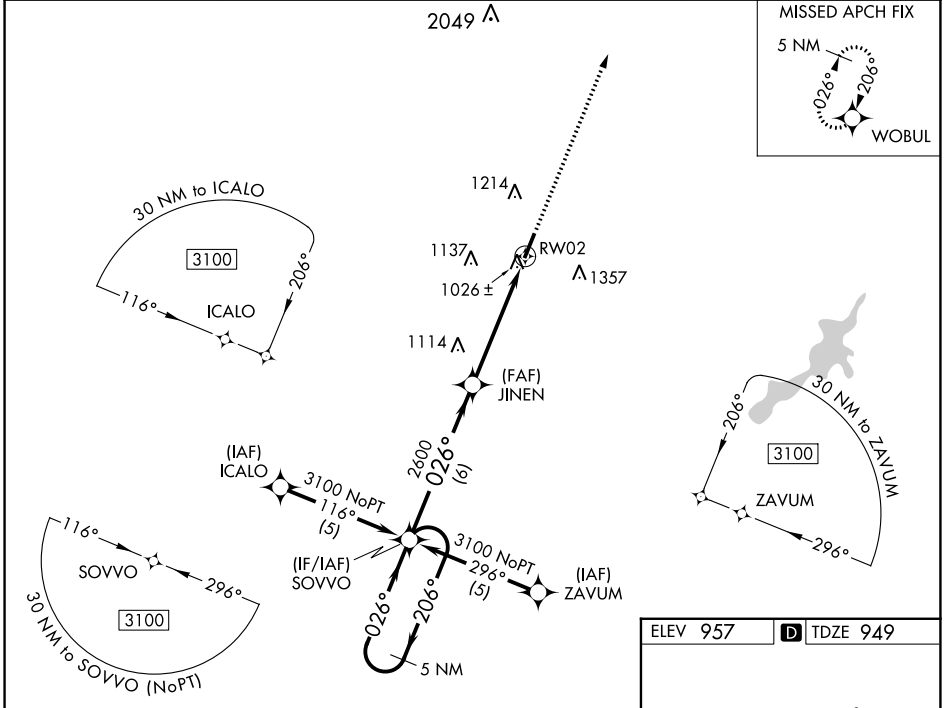 2049
MISSED APCH FIX
5 NM
026°
206°
WOBUL
30 NM to ICALO
3100
206°
116°
ICALO
1214
1137
RW02
1026 ±
1357
1114
(FAF)
JINEN
30 NM to ZAVUM
206°
3100
ZAVUM
296°
(IAF)
ICALO
3100 NoPT
116°
(5)
2600
026°
(6)
(IF/IAF)
SOVVO
3100 NoPT
296°
(5)
(IAF)
ZAVUM
026°
206°
5 NM
116°
SOVVO
296°
3100
30 NM to SOVVO (NoPT)
ELEV 957
D TDZE 949